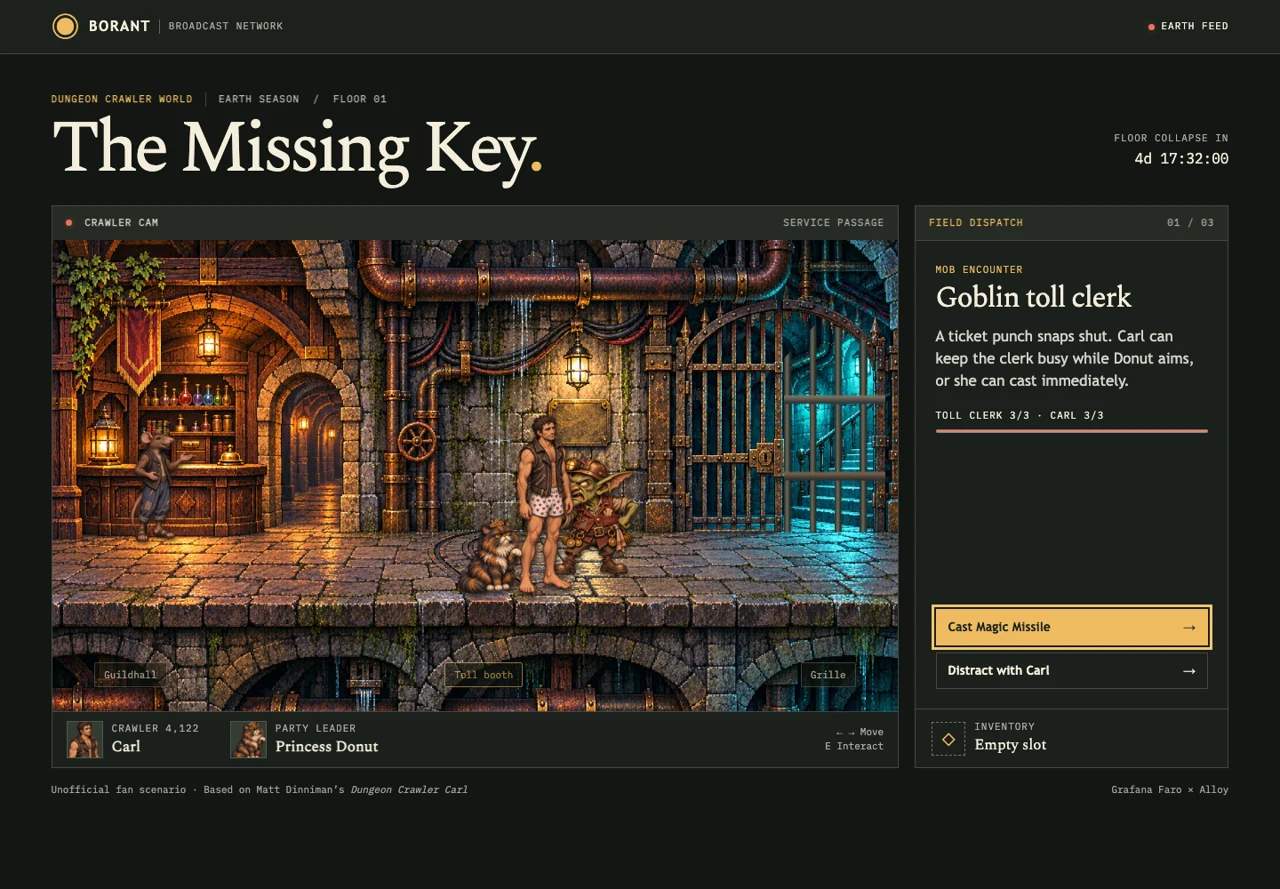 BORANT
BROADCAST NETWORK
EARTH FEED
DUNGEON CRAWLER WORLD
EARTH SEASON / FLOOR 01
The Missing Key.
FLOOR COLLAPSE IN
4d 17:32:00
CRAWLER CAM
SERVICE PASSAGE
Guildhall
Toll booth
Grille
CRAWLER 4,122
Carl
PARTY LEADER
Princess Donut
← → Move
E Interact
FIELD DISPATCH
01 / 03
MOB ENCOUNTER
Goblin toll clerk
A ticket punch snaps shut. Carl can
keep the clerk busy while Donut aims,
or she can cast immediately.
TOLL CLERK 3/3 · CARL 3/3
Cast Magic Missile →
Distract with Carl →
INVENTORY
Empty slot
Unofficial fan scenario · Based on Matt Dinniman's Dungeon Crawler Carl
Grafana Faro × Alloy